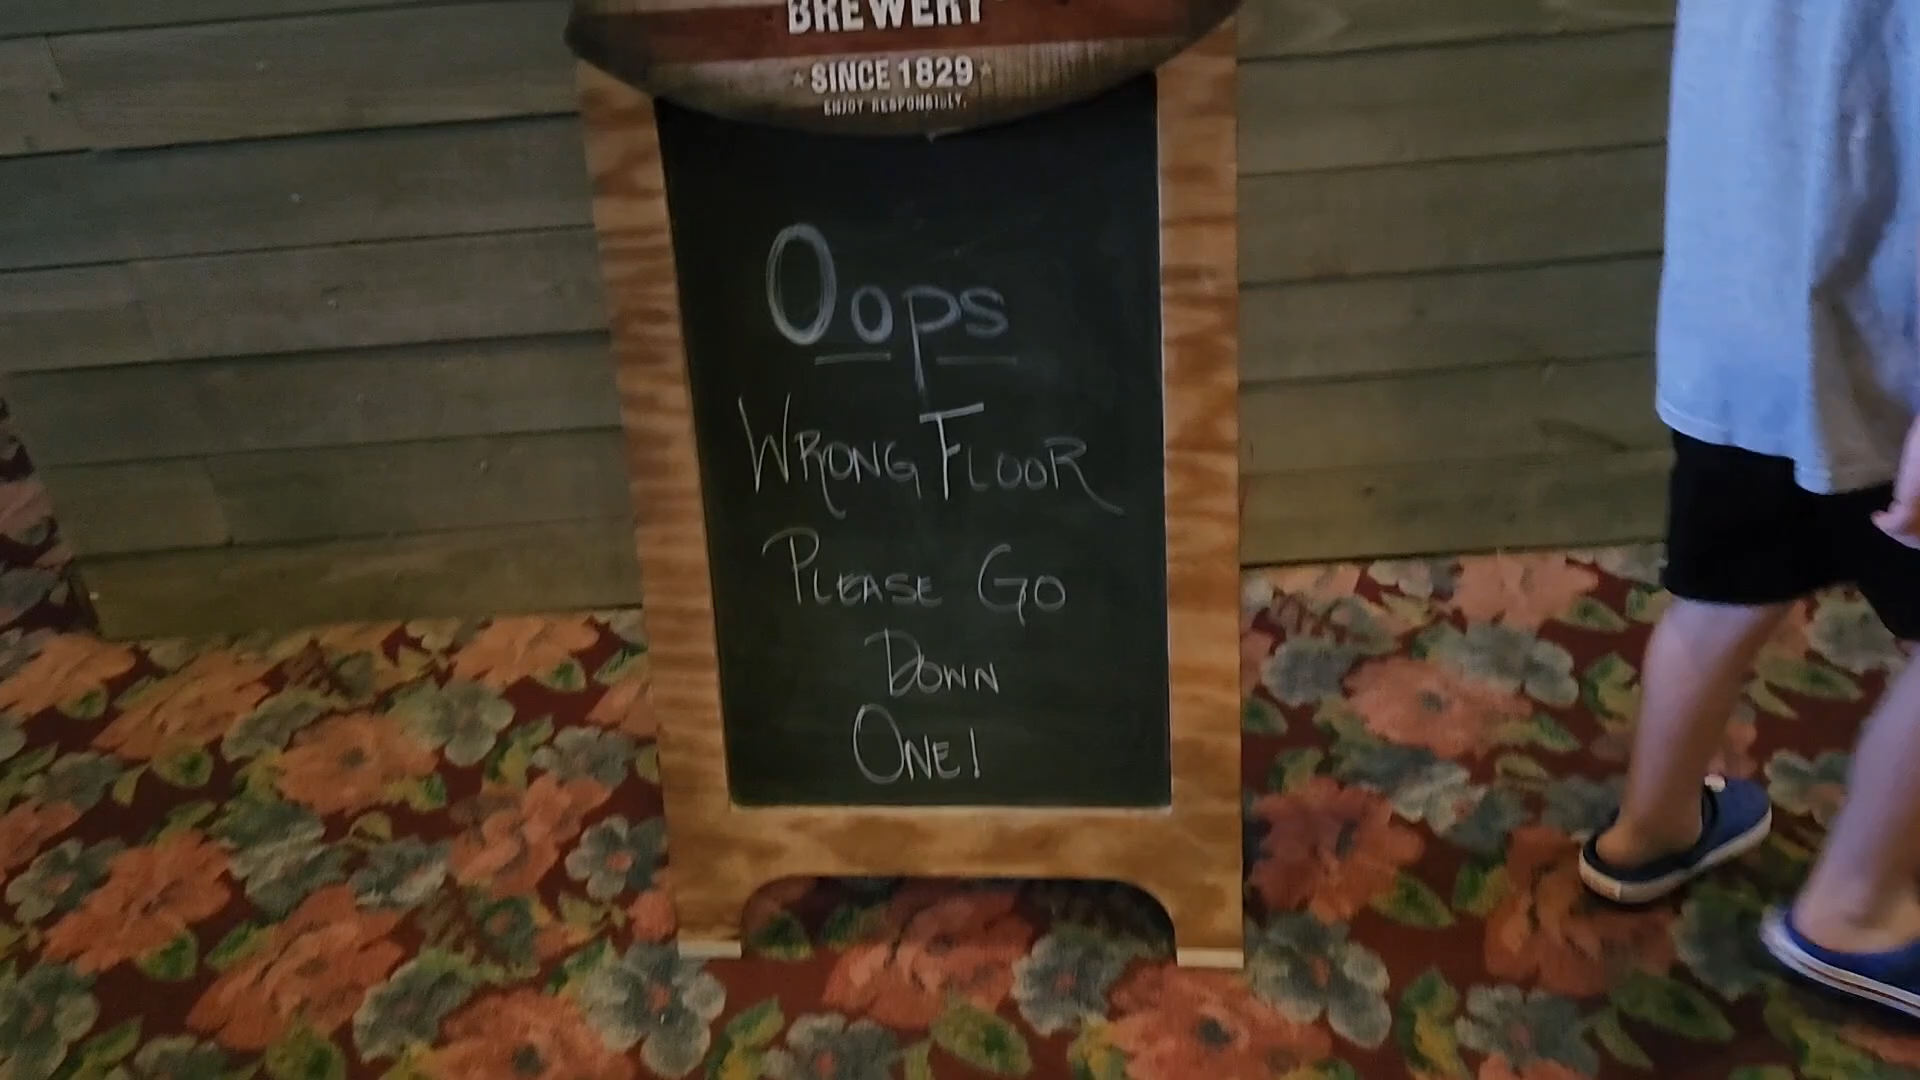 BREWERY
SINCE 1829
ENJOY RESPONSIBLY.
Oops
WRONG FLOOR
PLEASE GO
DOWN
ONE!